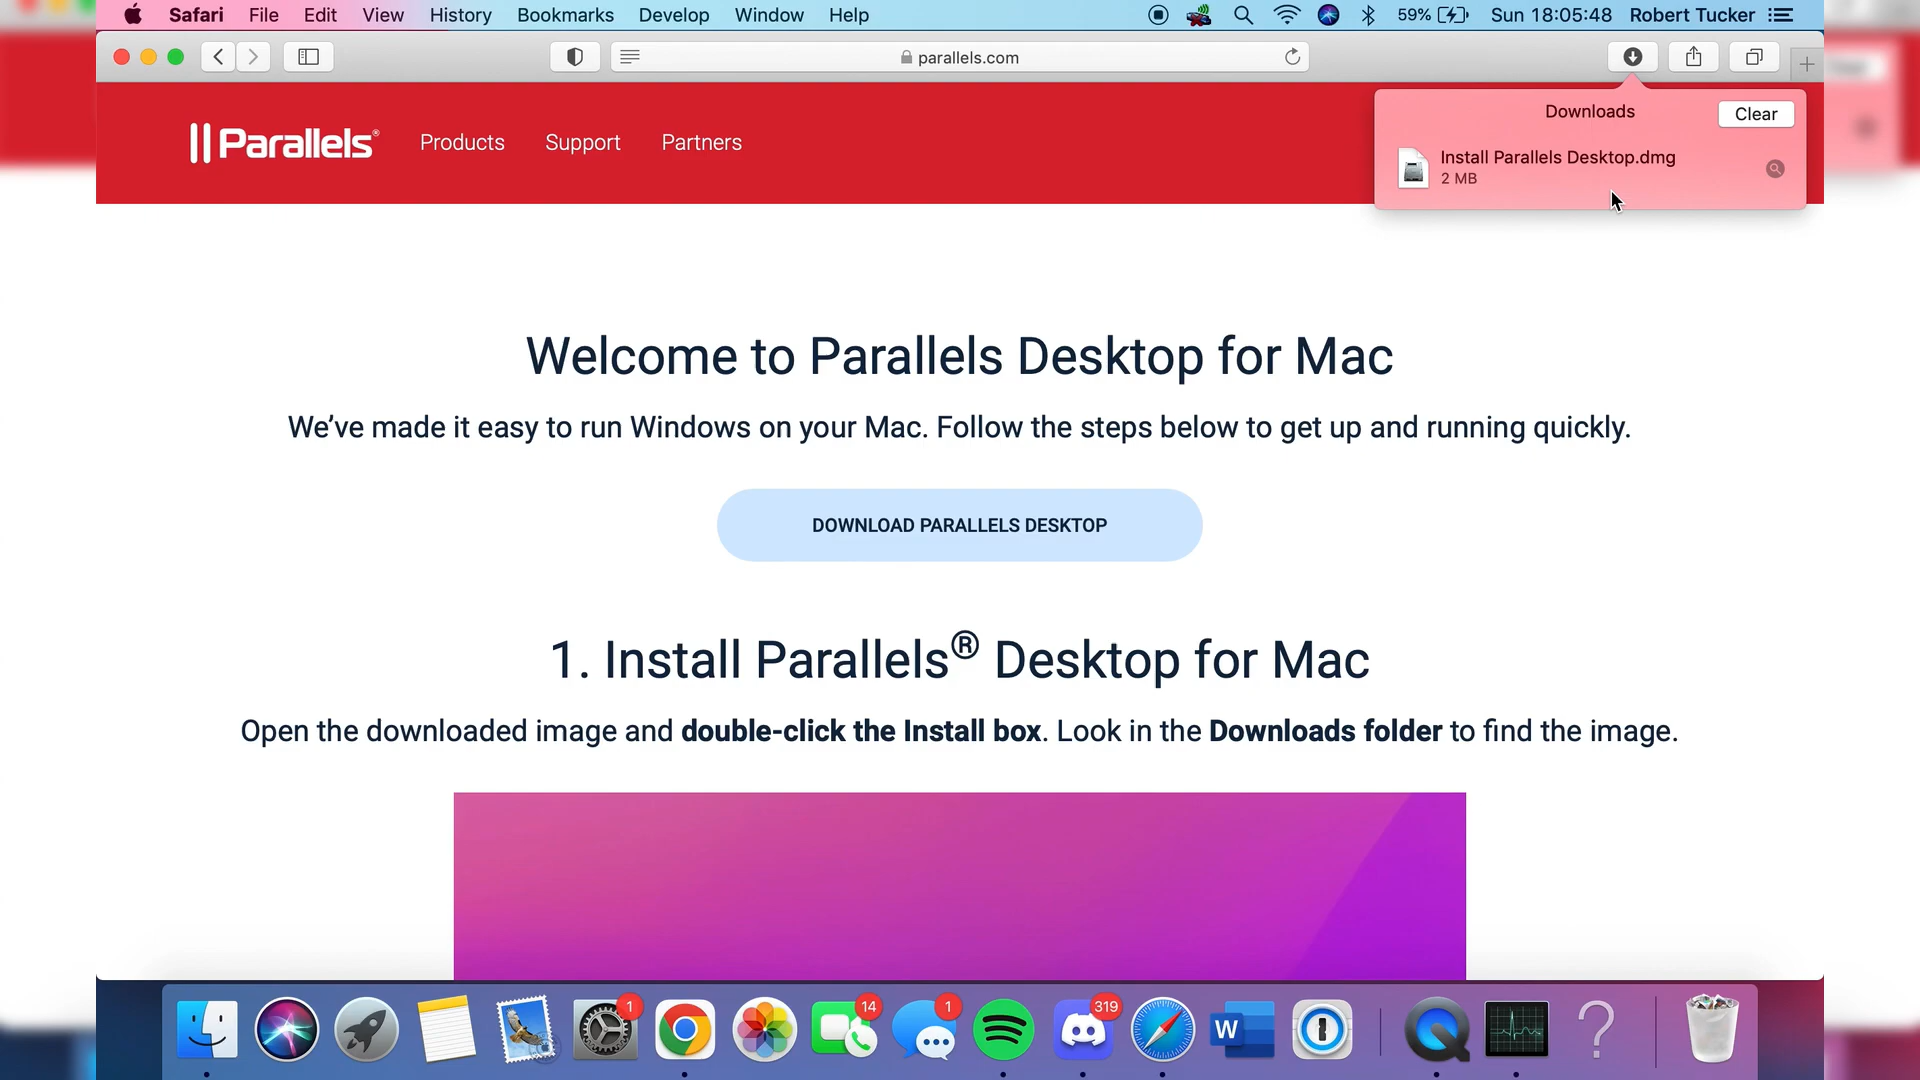 Safari File Edit View History Bookmarks Develop Window Help 59% Sun 18:05:48 Robert Tucker
parallels.com
Downloads Clear
Install Parallels Desktop.dmg
2 MB
Parallels® Products Support Partners
Welcome to Parallels Desktop for Mac
We’ve made it easy to run Windows on your Mac. Follow the steps below to get up and running quickly.
DOWNLOAD PARALLELS DESKTOP
1. Install Parallels® Desktop for Mac
Open the downloaded image and double-click the Install box. Look in the Downloads folder to find the image.
1 14 1 319
W